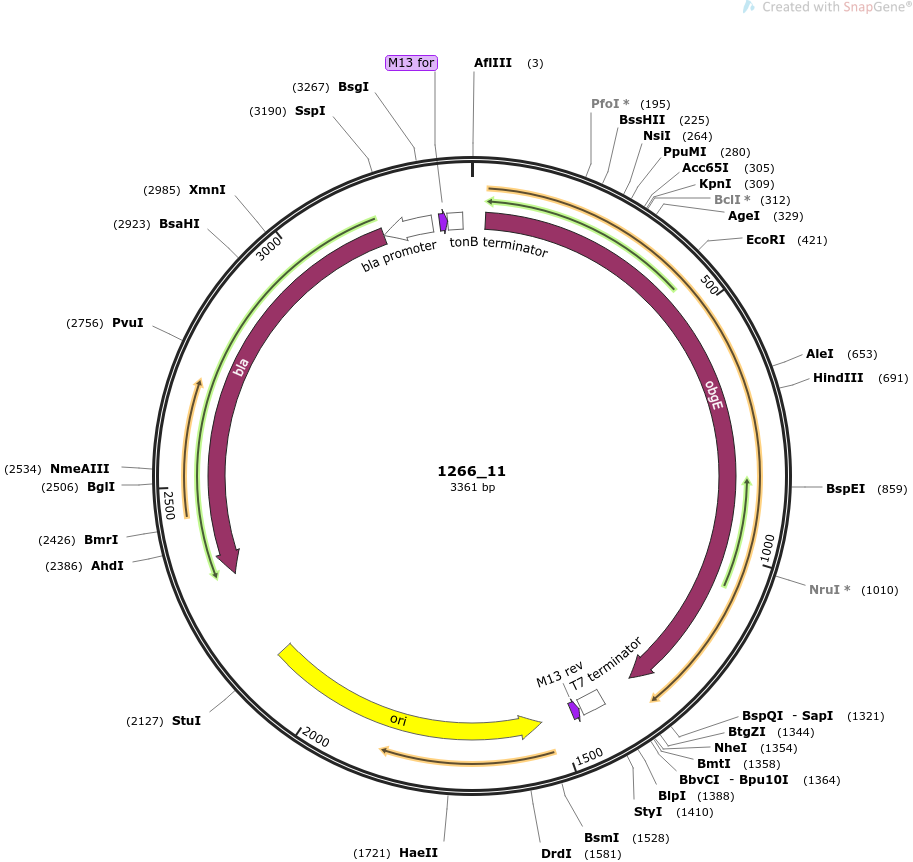 Created with SnapGene®
M13 for
AflIII (3)
(3267) BsgI
(3190) SspI
PfoI * (195)
BssHII (225)
NsiI (264)
PpuMI (280)
Acc65I (305)
KpnI (309)
BclI * (312)
AgeI (329)
EcoRI (421)
(2985) XmnI
(2923) BsaHI
3000
bla promoter
tonB terminator
500
(2756) PvuI
AleI (653)
HindIII (691)
bla
obgE
1266_11
3361 bp
(2534) NmeAIII
(2506) BglI
2500
BspEI (859)
(2426) BmrI
(2386) AhdI
1000
NruI * (1010)
M13 rev
T7 terminator
(2127) StuI
ori
2000
1500
BspQI - SapI (1321)
BtgZI (1344)
NheI (1354)
BmtI (1358)
BbvCI - Bpu10I (1364)
BlpI (1388)
StyI (1410)
BsmI (1528)
DrdI (1581)
(1721) HaeII